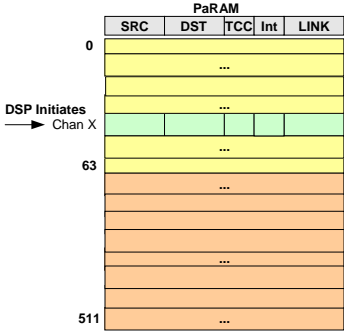 PaRAM
SRC DST TCC Int LINK
0
...
...
DSP Initiates
Chan X
...
63
...
...
511 ...